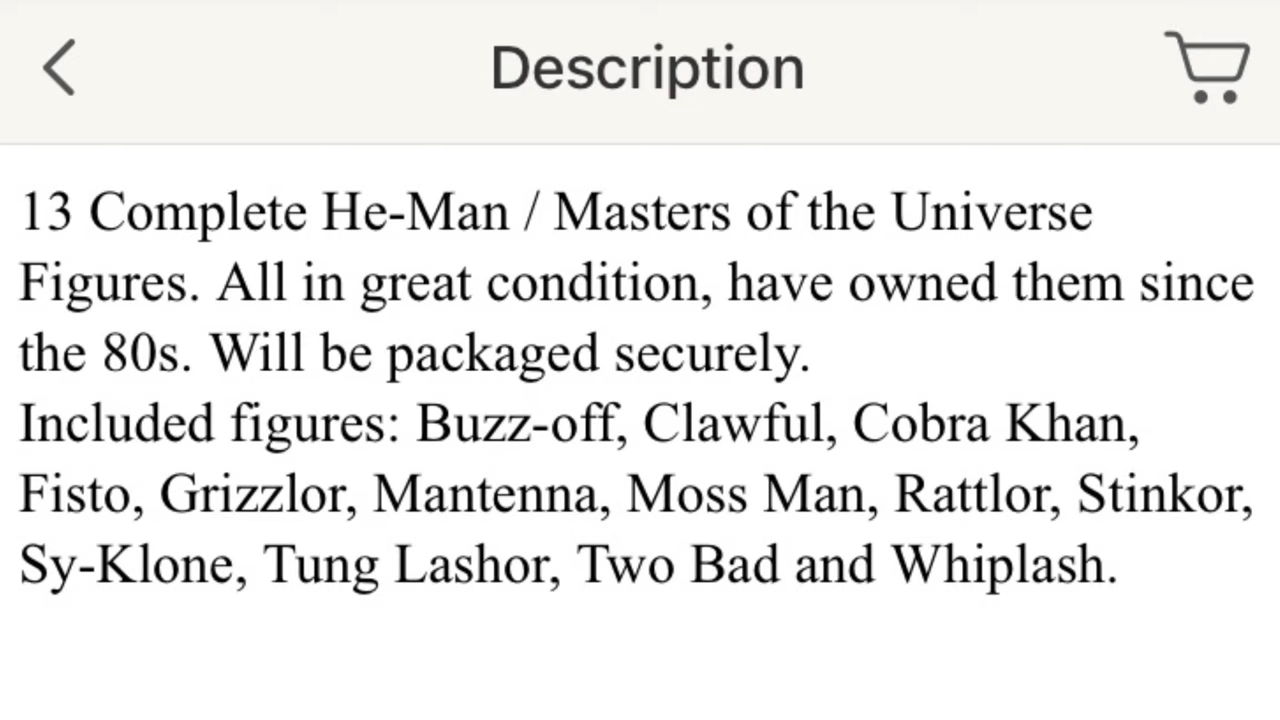 Description
13 Complete He-Man / Masters of the Universe
Figures. All in great condition, have owned them since
the 80s. Will be packaged securely.
Included figures: Buzz-off, Clawful, Cobra Khan,
Fisto, Grizzlor, Mantenna, Moss Man, Rattlor, Stinkor,
Sy-Klone, Tung Lashor, Two Bad and Whiplash.